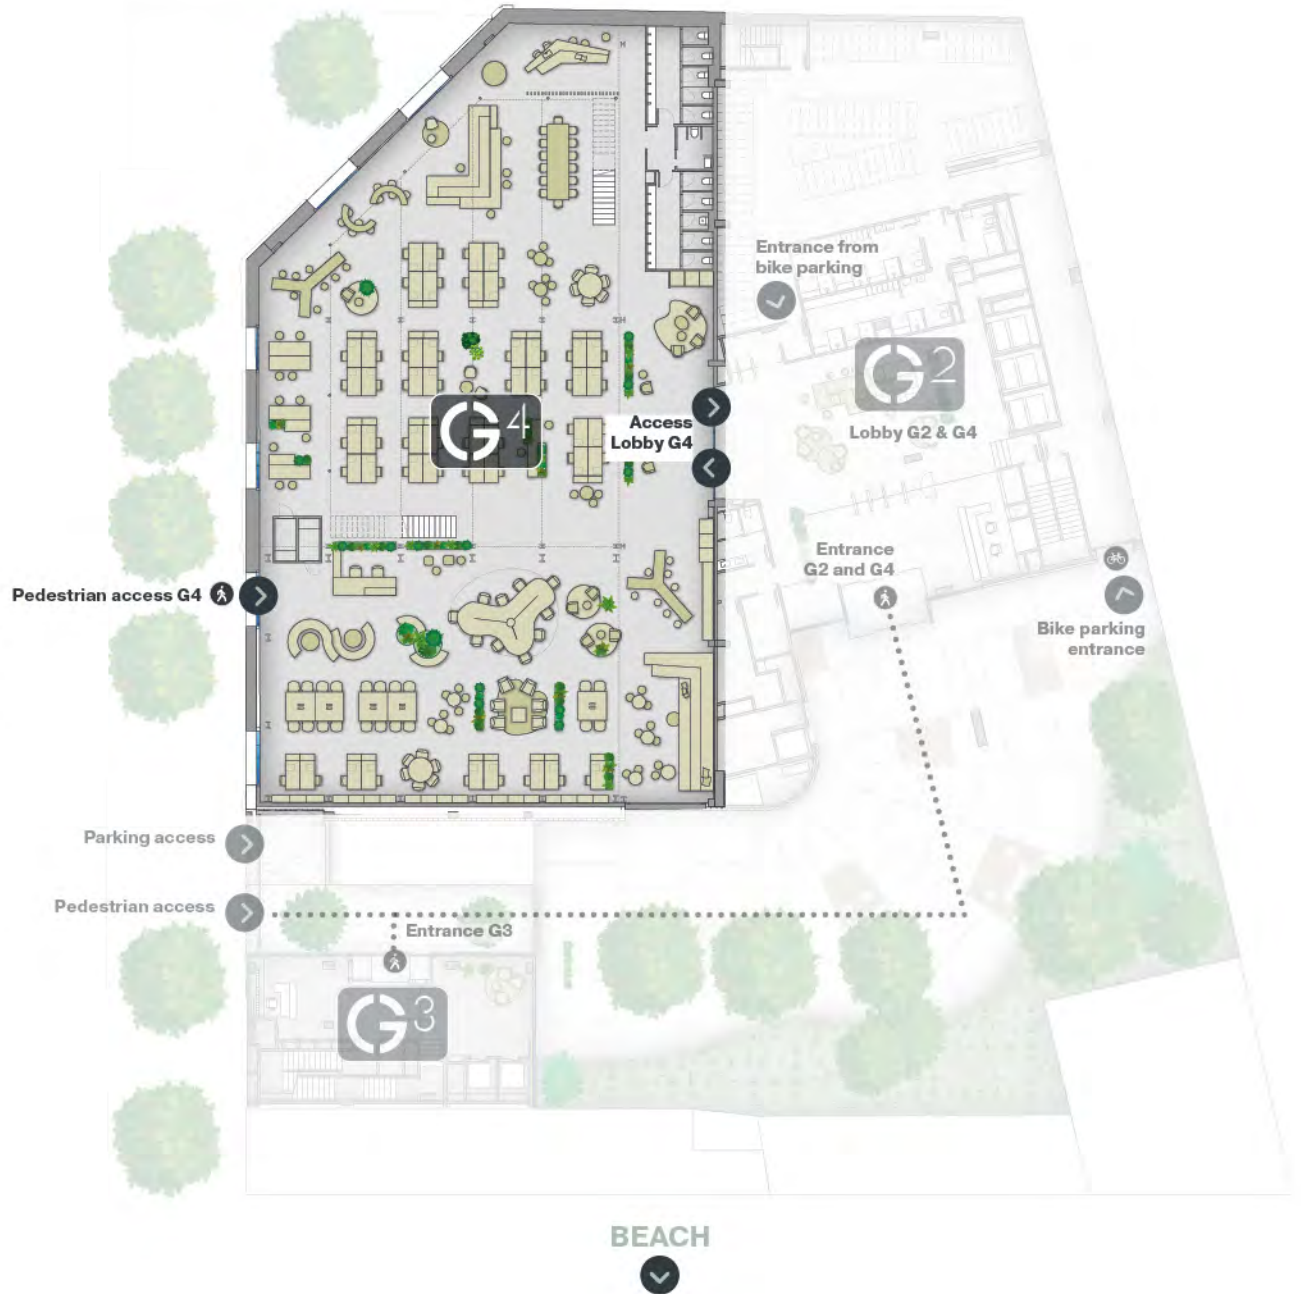 Entrance from
bike parking
G2
Lobby G2 & G4
G4
Access
Lobby G4
Entrance
G2 and G4
Pedestrian access G4
Bike parking
entrance
Parking access
Pedestrian access
Entrance G3
G3
BEACH